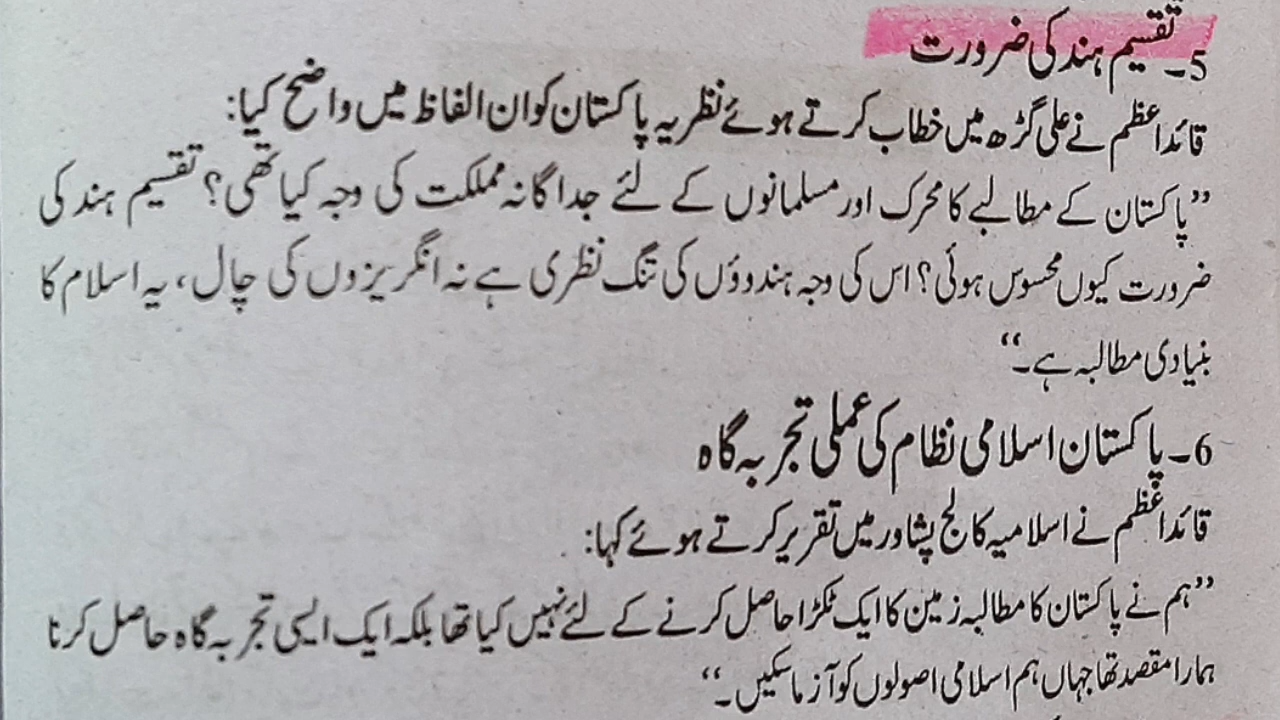 5۔ تقسیم ہند کی ضرورت
قائداعظم نے علی گڑھ میں خطاب کرتے ہوئے نظریہ پاکستان کو ان الفاظ میں واضح کیا:
”پاکستان کے مطالبے کا محرک اور مسلمانوں کے لئے جداگانہ مملکت کی وجہ کیا تھی؟ تقسیم ہند کی
ضرورت کیوں محسوس ہوئی؟ اس کی وجہ ہندوؤں کی تنگ نظری ہے نہ انگریزوں کی چال، یہ اسلام کا
بنیادی مطالبہ ہے۔“
6۔ پاکستان اسلامی نظام کی عملی تجربہ گاہ
قائداعظم نے اسلامیہ کالج پشاور میں تقریر کرتے ہوئے کہا:
”ہم نے پاکستان کا مطالبہ زمین کا ایک ٹکڑا حاصل کرنے کے لئے نہیں کیا تھا بلکہ ایک ایسی تجربہ گاہ حاصل کرنا
ہمارا مقصد تھا جہاں ہم اسلامی اصولوں کو آزما سکیں۔“